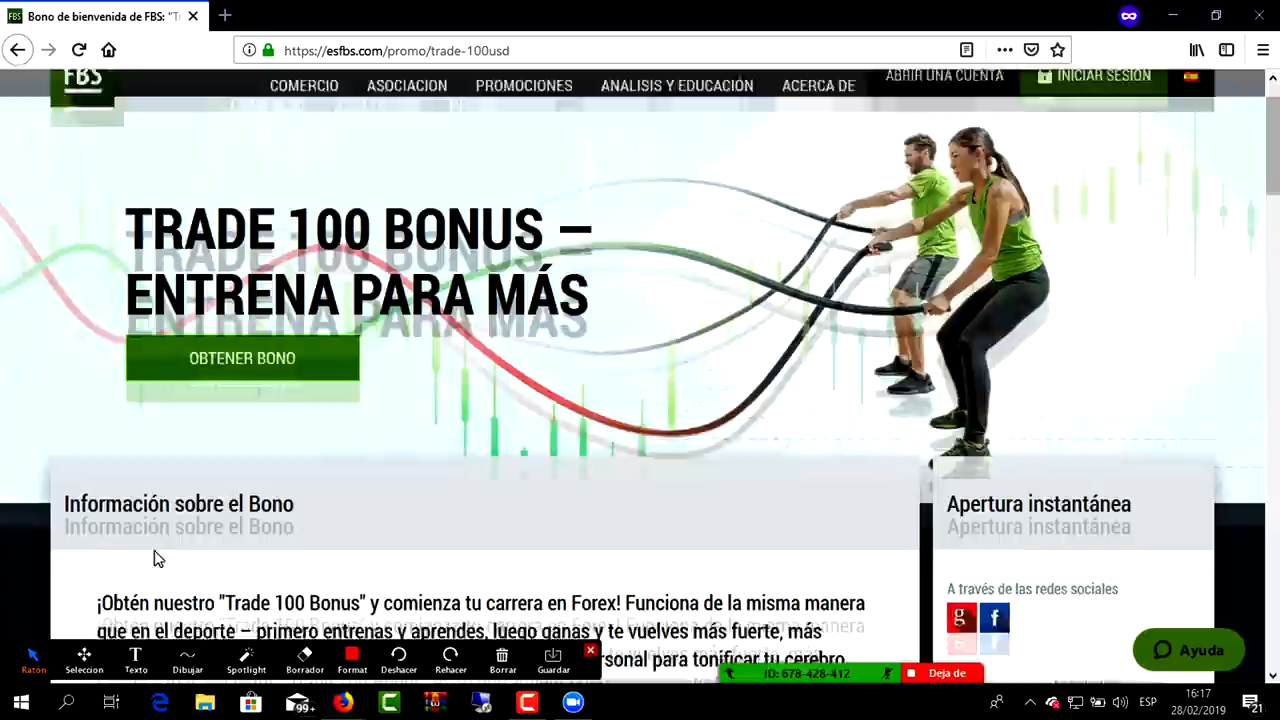 Bono de bienvenida de FBS: "Tr
https://esfbs.com/promo/trade-100usd
FBS
COMERCIO ASOCIACION PROMOCIONES ANALISIS Y EDUCACIÓN ACERCA DE ABRIR UNA CUENTA INICIAR SESIÓN
TRADE 100 BONUS –
ENTRENA PARA MÁS
OBTENER BONO
Información sobre el Bono
Apertura instantánea
A través de las redes sociales
¡Obtén nuestro "Trade 100 Bonus" y comienza tu carrera en Forex! Funciona de la misma manera
que en el deporte – primero entrenas y aprendes, luego ganas y te vuelves más fuerte, más
personal para tonificar tu cerebro.
Ayuda
Ratón Seleccion Texto Dibujar Spotlight Borrador Format Deshacer Rehacer Borrar Guardar
ID: 678-428-412 Deja de
99+
ESP
16:17
28/02/2019
21